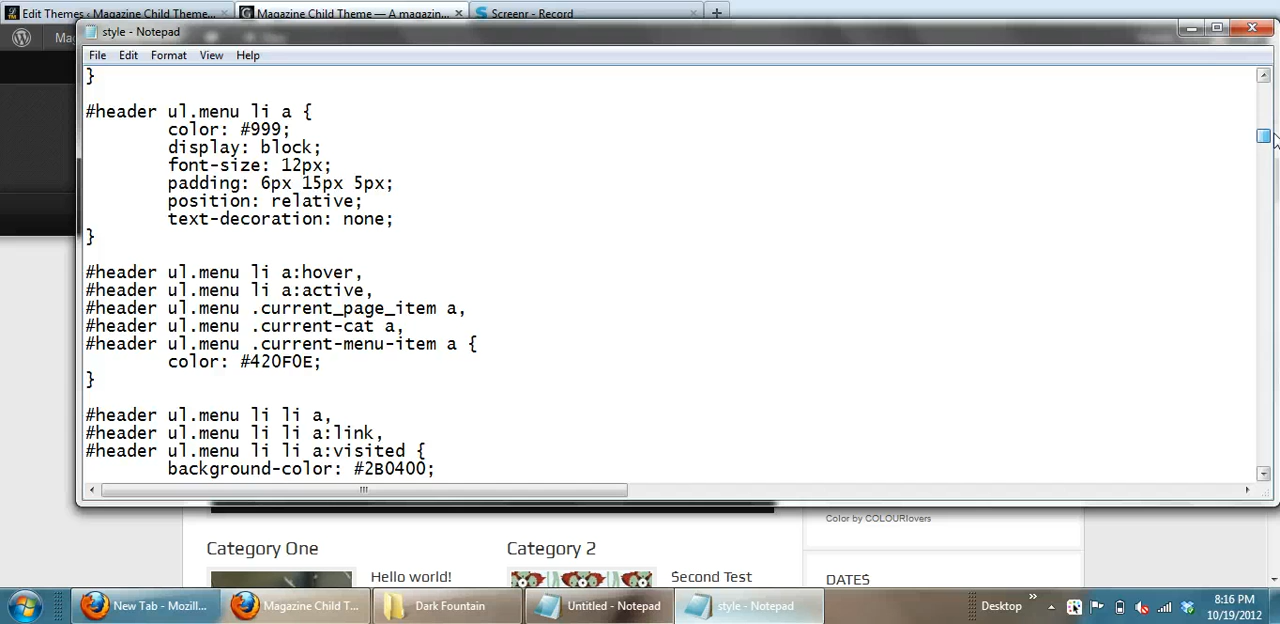 Edit Themes ‹ Magazine Child Theme...
Magazine Child Theme — A magazin...
Screenr - Record
style - Notepad
File Edit Format View Help
}
#header ul.menu li a {
color: #999;
display: block;
font-size: 12px;
padding: 6px 15px 5px;
position: relative;
text-decoration: none;
}
#header ul.menu li a:hover,
#header ul.menu li a:active,
#header ul.menu .current_page_item a,
#header ul.menu .current-cat a,
#header ul.menu .current-menu-item a {
color: #420F0E;
}
#header ul.menu li li a,
#header ul.menu li li a:link,
#header ul.menu li li a:visited {
background-color: #2B0400;
Color by COLOURlovers
Category One
Category 2
Hello world!
Second Test
DATES
New Tab - Mozill...
Magazine Child T...
Dark Fountain
Untitled - Notepad
style - Notepad
Desktop
8:16 PM
10/19/2012